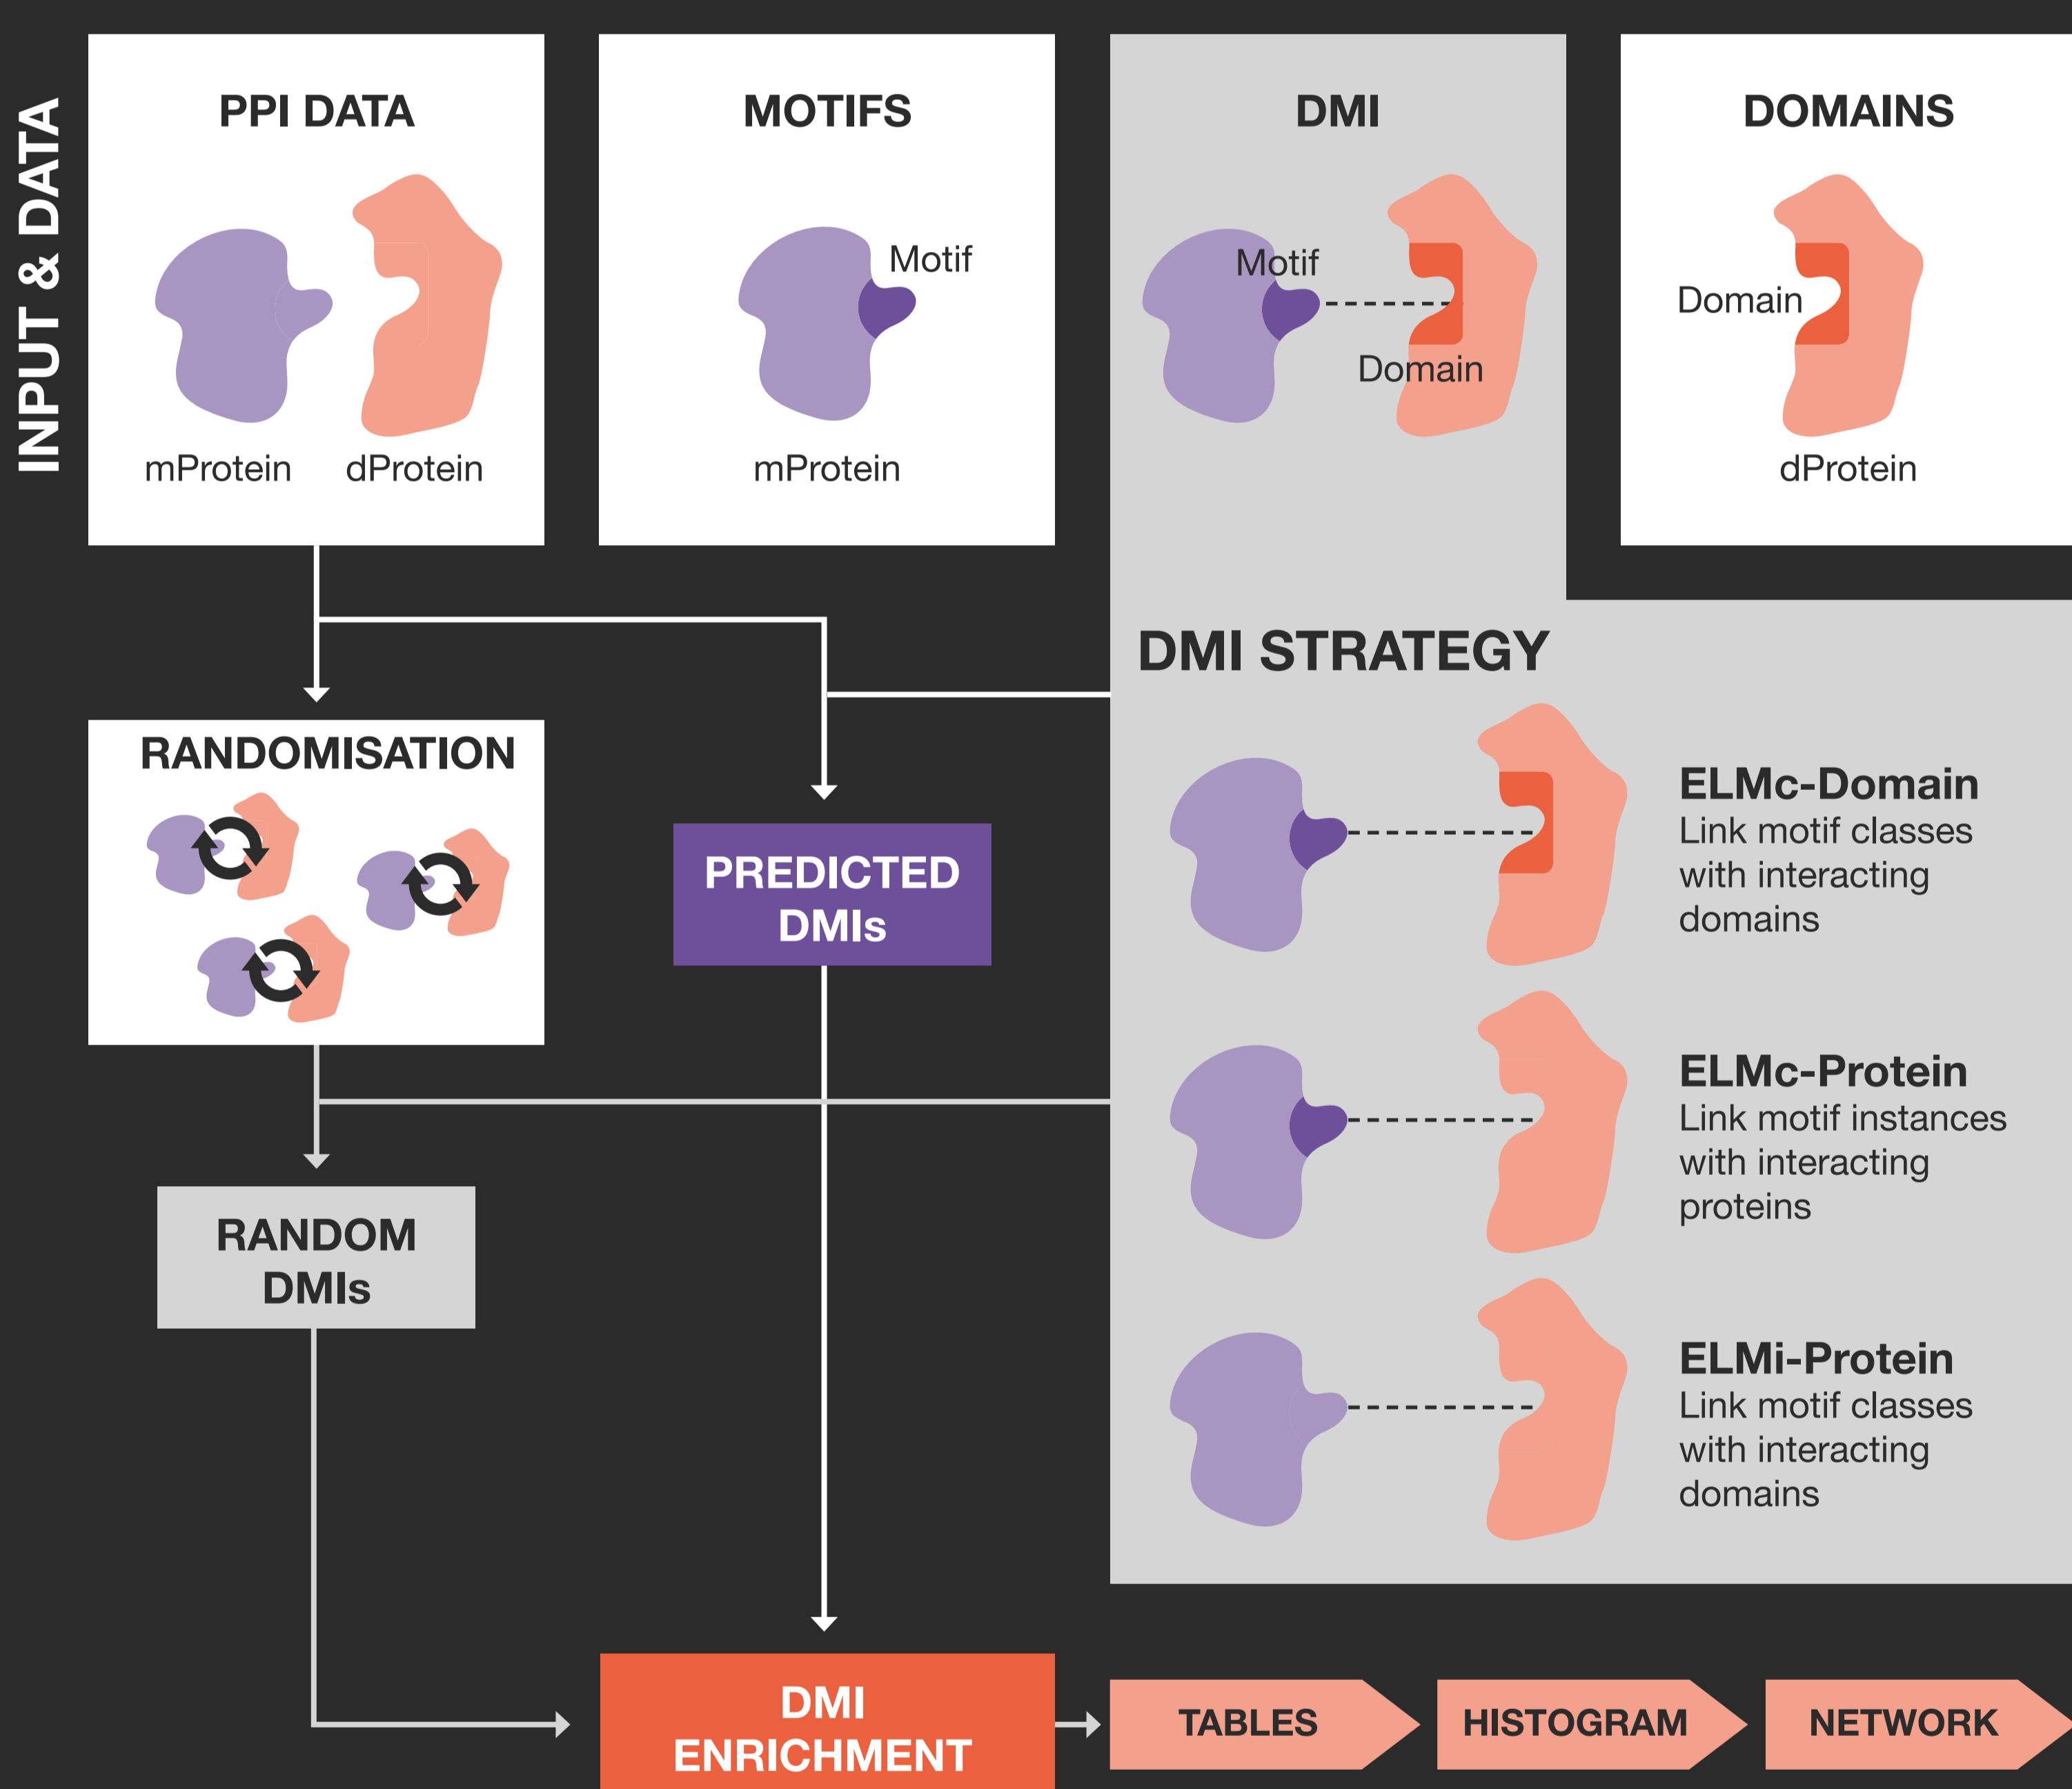 INPUT & DATA
PPI DATA
mProtein
dProtein
MOTIFS
Motif
mProtein
DMI
Motif
Domain
DOMAINS
Domain
dProtein
RANDOMISATION
PREDICTED
DMIs
RANDOM
DMIs
DMI STRATEGY
ELMc-Domain
Link motif classes
with interacting
domains
ELMc-Protein
Link motif instances
with interacting
proteins
ELMi-Protein
Link motif classes
with interacting
domains
DMI
ENRICHMENT
TABLES
HISTOGRAM
NETWORK